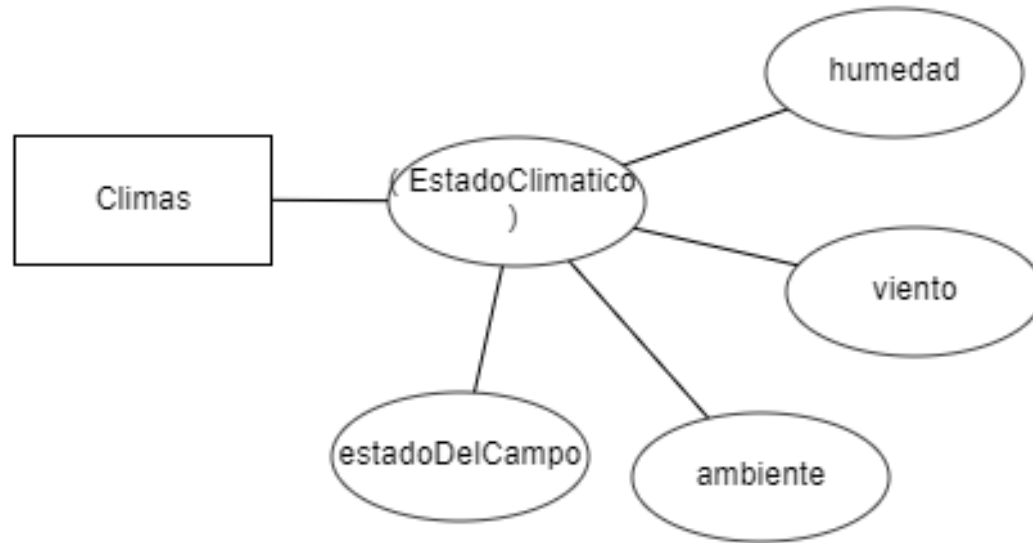 humedad
Climas
( EstadoClimatico
)
viento
estadoDelCampo
ambiente